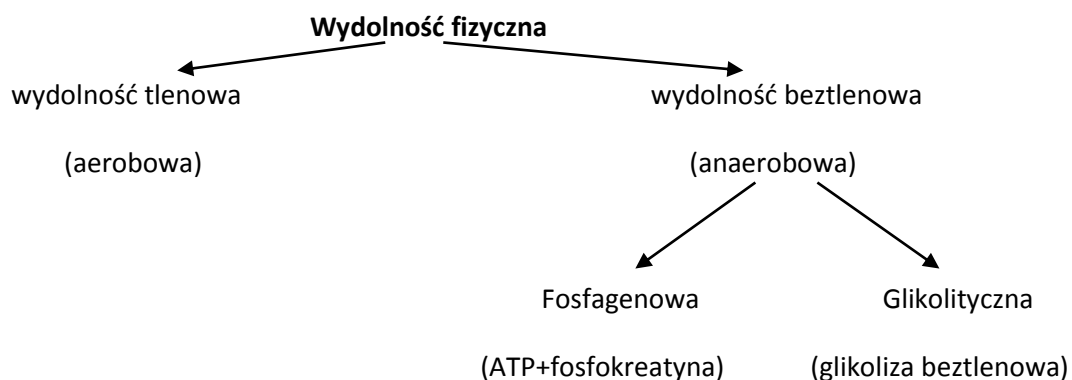 Wydolność fizyczna
wydolność tlenowa
wydolność beztlenowa
(aerobowa)
(anaerobowa)
Fosfagenowa
Glikolityczna
(ATP+fosfokreatyna)
(glikoliza beztlenowa)